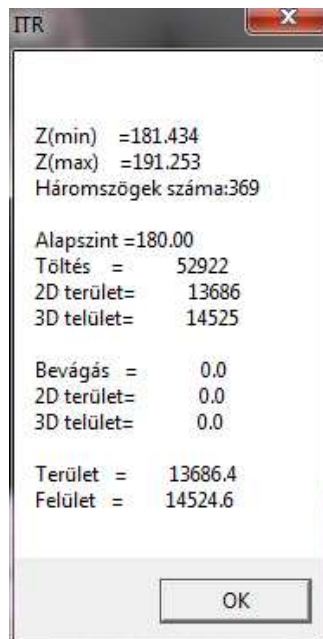 ITR
Z(min) =181.434
Z(max) =191.253
Háromszögek száma:369
Alapszint =180.00
Töltés = 52922
2D terület= 13686
3D telület= 14525
Bevágás = 0.0
2D terület= 0.0
3D telület= 0.0
Terület = 13686.4
Felület = 14524.6
OK